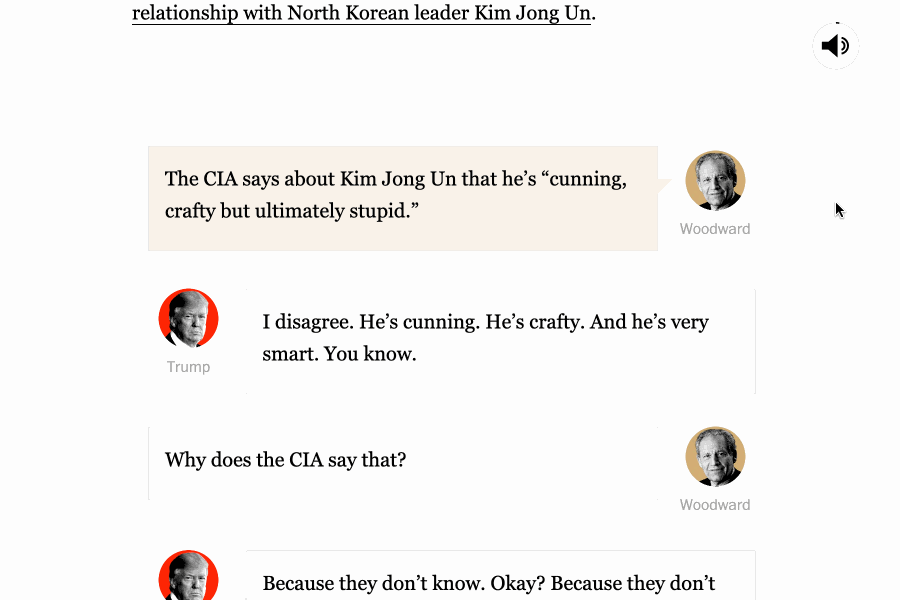 relationship with North Korean leader Kim Jong Un.
The CIA says about Kim Jong Un that he’s “cunning,
crafty but ultimately stupid.”
Woodward
I disagree. He’s cunning. He’s crafty. And he’s very
smart. You know.
Trump
Why does the CIA say that?
Woodward
Because they don’t know. Okay? Because they don’t